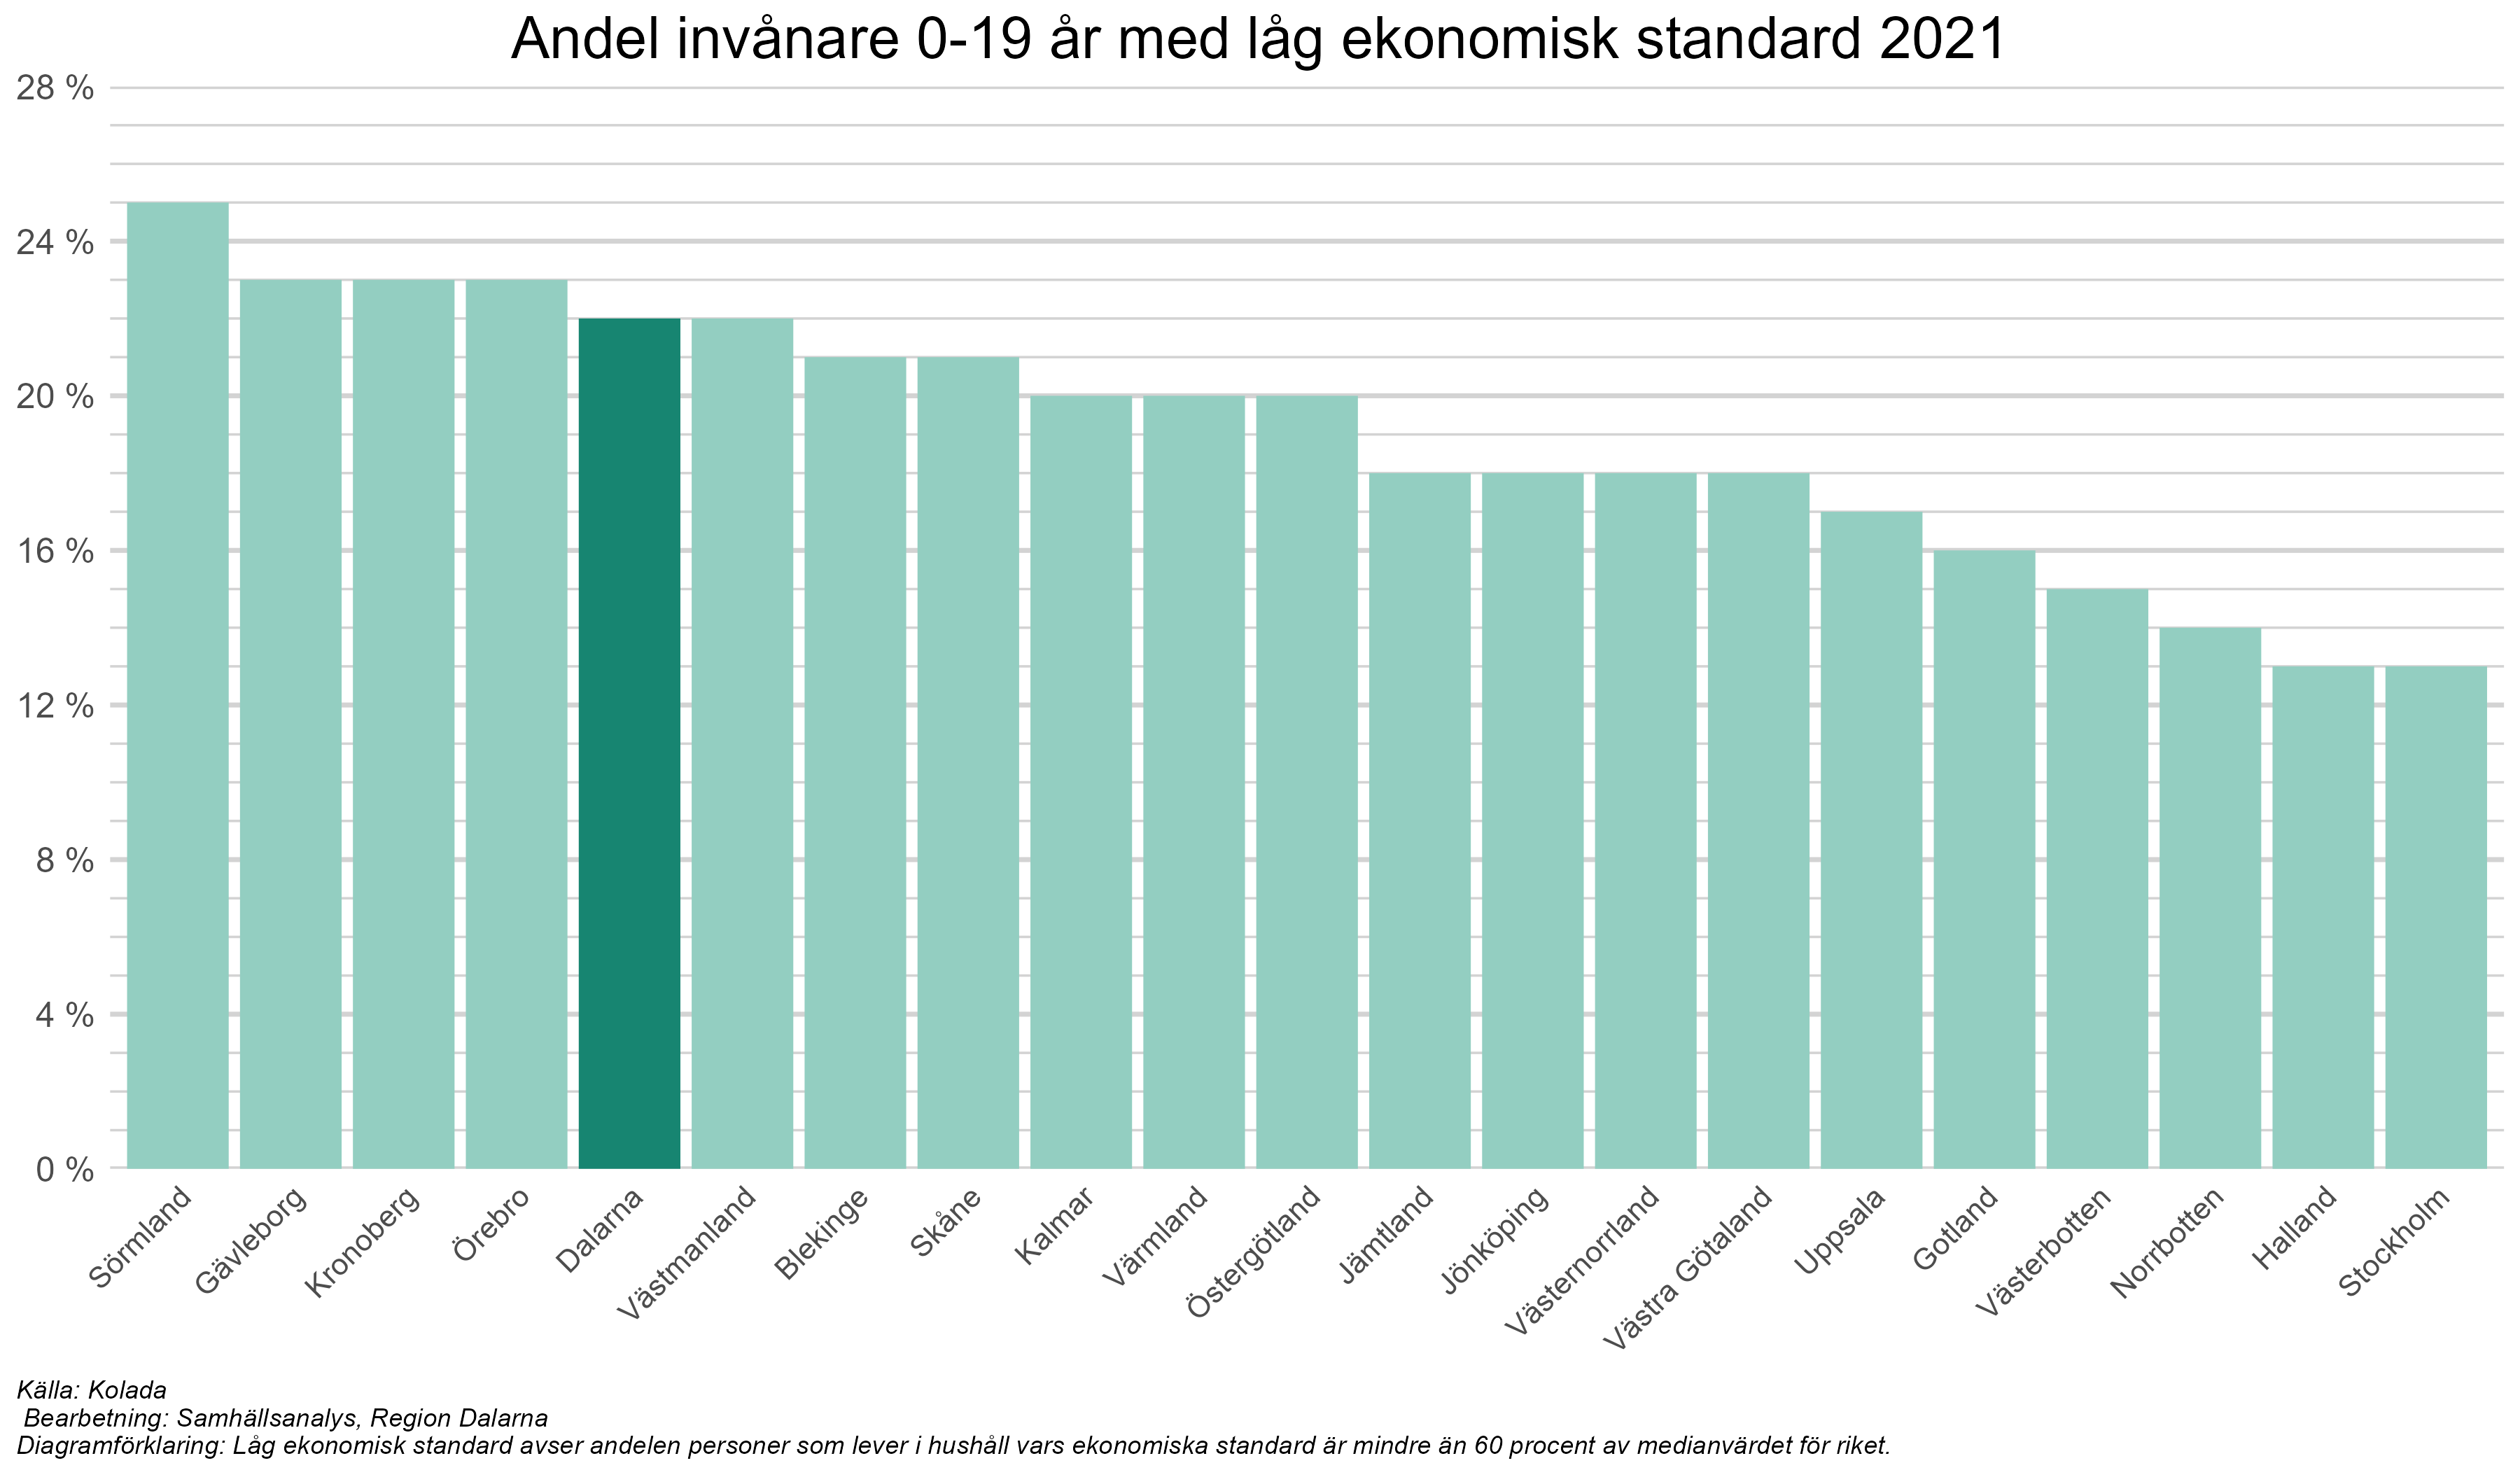 Andel invånare 0-19 år med låg ekonomisk standard 2021
28 %
24 %
20 %
16 %
12 %
8 %
4 %
0 %
Sörmland
Gävleborg
Kronoberg
Örebro
Dalarna
Västmanland
Blekinge
Skåne
Kalmar
Värmland
Östergötland
Jämtland
Jönköping
Västernorrland
Västra Götaland
Uppsala
Gotland
Västerbotten
Norrbotten
Halland
Stockholm
Källa: Kolada
Bearbetning: Samhällsanalys, Region Dalarna
Diagramförklaring: Låg ekonomisk standard avser andelen personer som lever i hushåll vars ekonomiska standard är mindre än 60 procent av medianvärdet för riket.